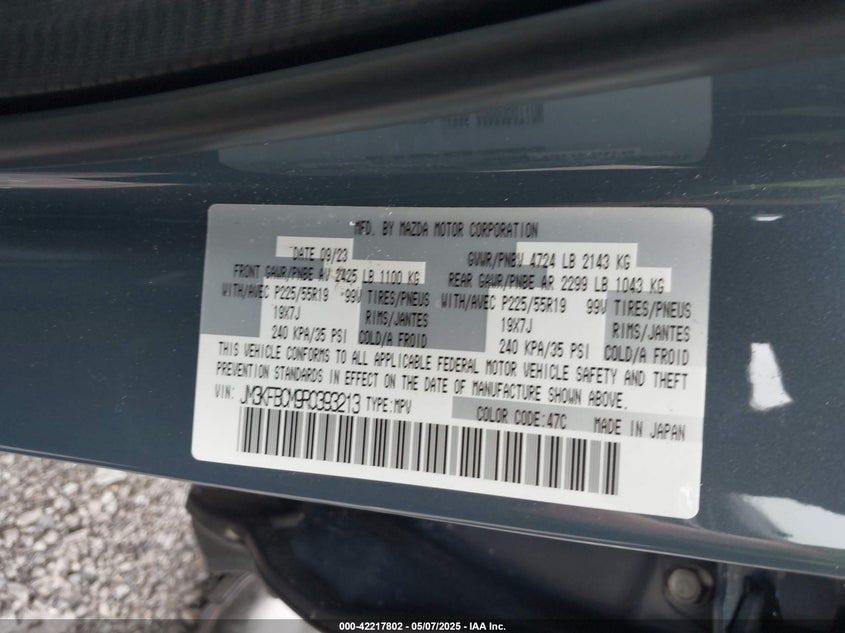 MFD. BY MAZDA MOTOR CORPORATION
DATE 09/23 GVWR/PNBV 4724 LB 2143 KG
FRONT GAWR/PNBE AV 2425 LB 1100 KG REAR GAWR/PNBE AR 2299 LB 1043 KG
WITH/AVEC P225/55R19 99V TIRES/PNEUS WITH/AVEC P225/55R19 99V TIRES/PNEUS
19X7J RIMS/JANTES 19X7J RIMS/JANTES
240 KPA/35 PSI COLD/A FROID 240 KPA/35 PSI COLD/A FROID
THIS VEHICLE CONFORMS TO ALL APPLICABLE FEDERAL MOTOR VEHICLE SAFETY AND THEFT
PREVENTION STANDARDS IN EFFECT ON THE DATE OF MANUFACTURE SHOWN ABOVE.
VIN: JM3KFBCM9P0393213 TYPE:MPV
COLOR CODE:47C MADE IN JAPAN
000-42217802 - 05/07/2025 - IAA Inc.